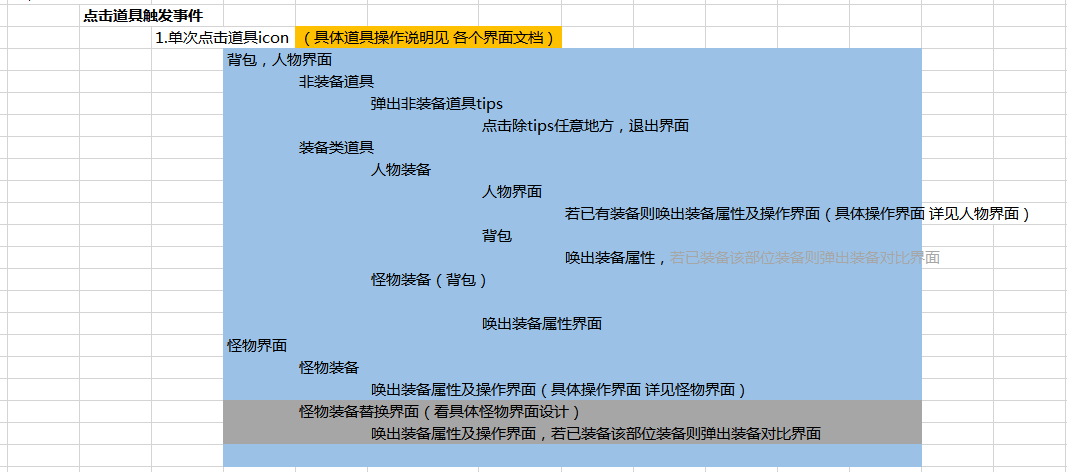 点击道具触发事件
1.单次点击道具icon （具体道具操作说明见 各个界面文档）
背包，人物界面
非装备道具
弹出非装备道具tips
点击除tips任意地方，退出界面
装备类道具
人物装备
人物界面
若已有装备则唤出装备属性及操作界面（具体操作界面 详见人物界面）
背包
唤出装备属性，若已装备该部位装备则弹出装备对比界面
怪物装备（背包）
唤出装备属性界面
怪物界面
怪物装备
唤出装备属性及操作界面（具体操作界面 详见怪物界面）
怪物装备替换界面（看具体怪物界面设计）
唤出装备属性及操作界面，若已装备该部位装备则弹出装备对比界面